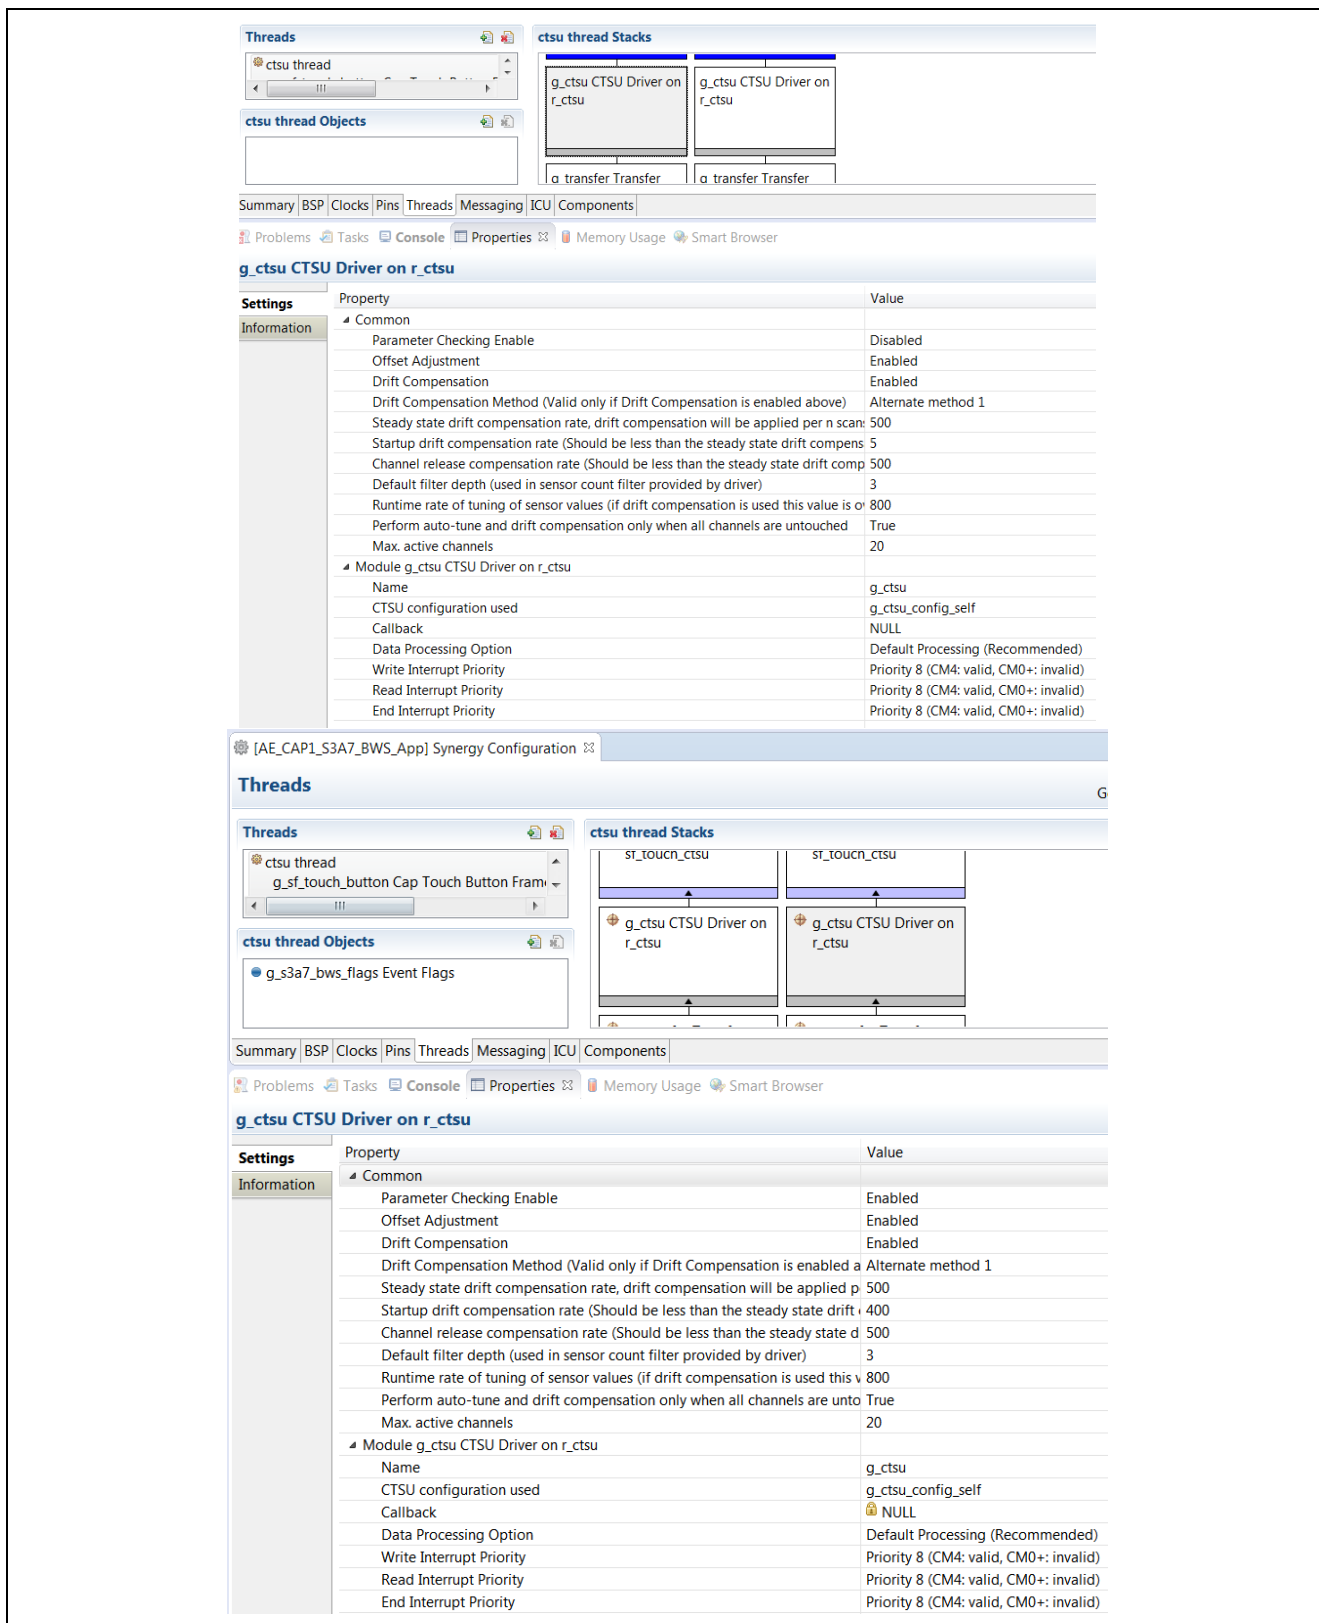 Threads
ctsu thread Stacks
ctsu thread
g_ctsu CTSU Driver on
r_ctsu
g_ctsu CTSU Driver on
r_ctsu
ctsu thread Objects
g_transfer Transfer
g_transfer Transfer
Summary BSP Clocks Pins Threads Messaging ICU Components
Problems Tasks Console Properties Memory Usage Smart Browser
g_ctsu CTSU Driver on r_ctsu
Settings
Information
Property Value
Common
Parameter Checking Enable Disabled
Offset Adjustment Enabled
Drift Compensation Enabled
Drift Compensation Method (Valid only if Drift Compensation is enabled above) Alternate method 1
Steady state drift compensation rate, drift compensation will be applied per n scan 500
Startup drift compensation rate (Should be less than the steady state drift compens 5
Channel release compensation rate (Should be less than the steady state drift comp 500
Default filter depth (used in sensor count filter provided by driver) 3
Runtime rate of tuning of sensor values (if drift compensation is used this value is o 800
Perform auto-tune and drift compensation only when all channels are untouched True
Max. active channels 20
Module g_ctsu CTSU Driver on r_ctsu
Name g_ctsu
CTSU configuration used g_ctsu_config_self
Callback NULL
Data Processing Option Default Processing (Recommended)
Write Interrupt Priority Priority 8 (CM4: valid, CM0+: invalid)
Read Interrupt Priority Priority 8 (CM4: valid, CM0+: invalid)
End Interrupt Priority Priority 8 (CM4: valid, CM0+: invalid)
[AE_CAP1_S3A7_BWS_App] Synergy Configuration
Threads
G
Threads
ctsu thread Stacks
ctsu thread
g_sf_touch_button Cap Touch Button Fram
sf_touch_ctsu
sf_touch_ctsu
g_ctsu CTSU Driver on
r_ctsu
g_ctsu CTSU Driver on
r_ctsu
ctsu thread Objects
g_s3a7_bws_flags Event Flags
Summary BSP Clocks Pins Threads Messaging ICU Components
Problems Tasks Console Properties Memory Usage Smart Browser
g_ctsu CTSU Driver on r_ctsu
Settings
Information
Property Value
Common
Parameter Checking Enable Enabled
Offset Adjustment Enabled
Drift Compensation Enabled
Drift Compensation Method (Valid only if Drift Compensation is enabled a Alternate method 1
Steady state drift compensation rate, drift compensation will be applied p 500
Startup drift compensation rate (Should be less than the steady state drift 400
Channel release compensation rate (Should be less than the steady state d 500
Default filter depth (used in sensor count filter provided by driver) 3
Runtime rate of tuning of sensor values (if drift compensation is used this v 800
Perform auto-tune and drift compensation only when all channels are unto True
Max. active channels 20
Module g_ctsu CTSU Driver on r_ctsu
Name g_ctsu
CTSU configuration used g_ctsu_config_self
Callback NULL
Data Processing Option Default Processing (Recommended)
Write Interrupt Priority Priority 8 (CM4: valid, CM0+: invalid)
Read Interrupt Priority Priority 8 (CM4: valid, CM0+: invalid)
End Interrupt Priority Priority 8 (CM4: valid, CM0+: invalid)